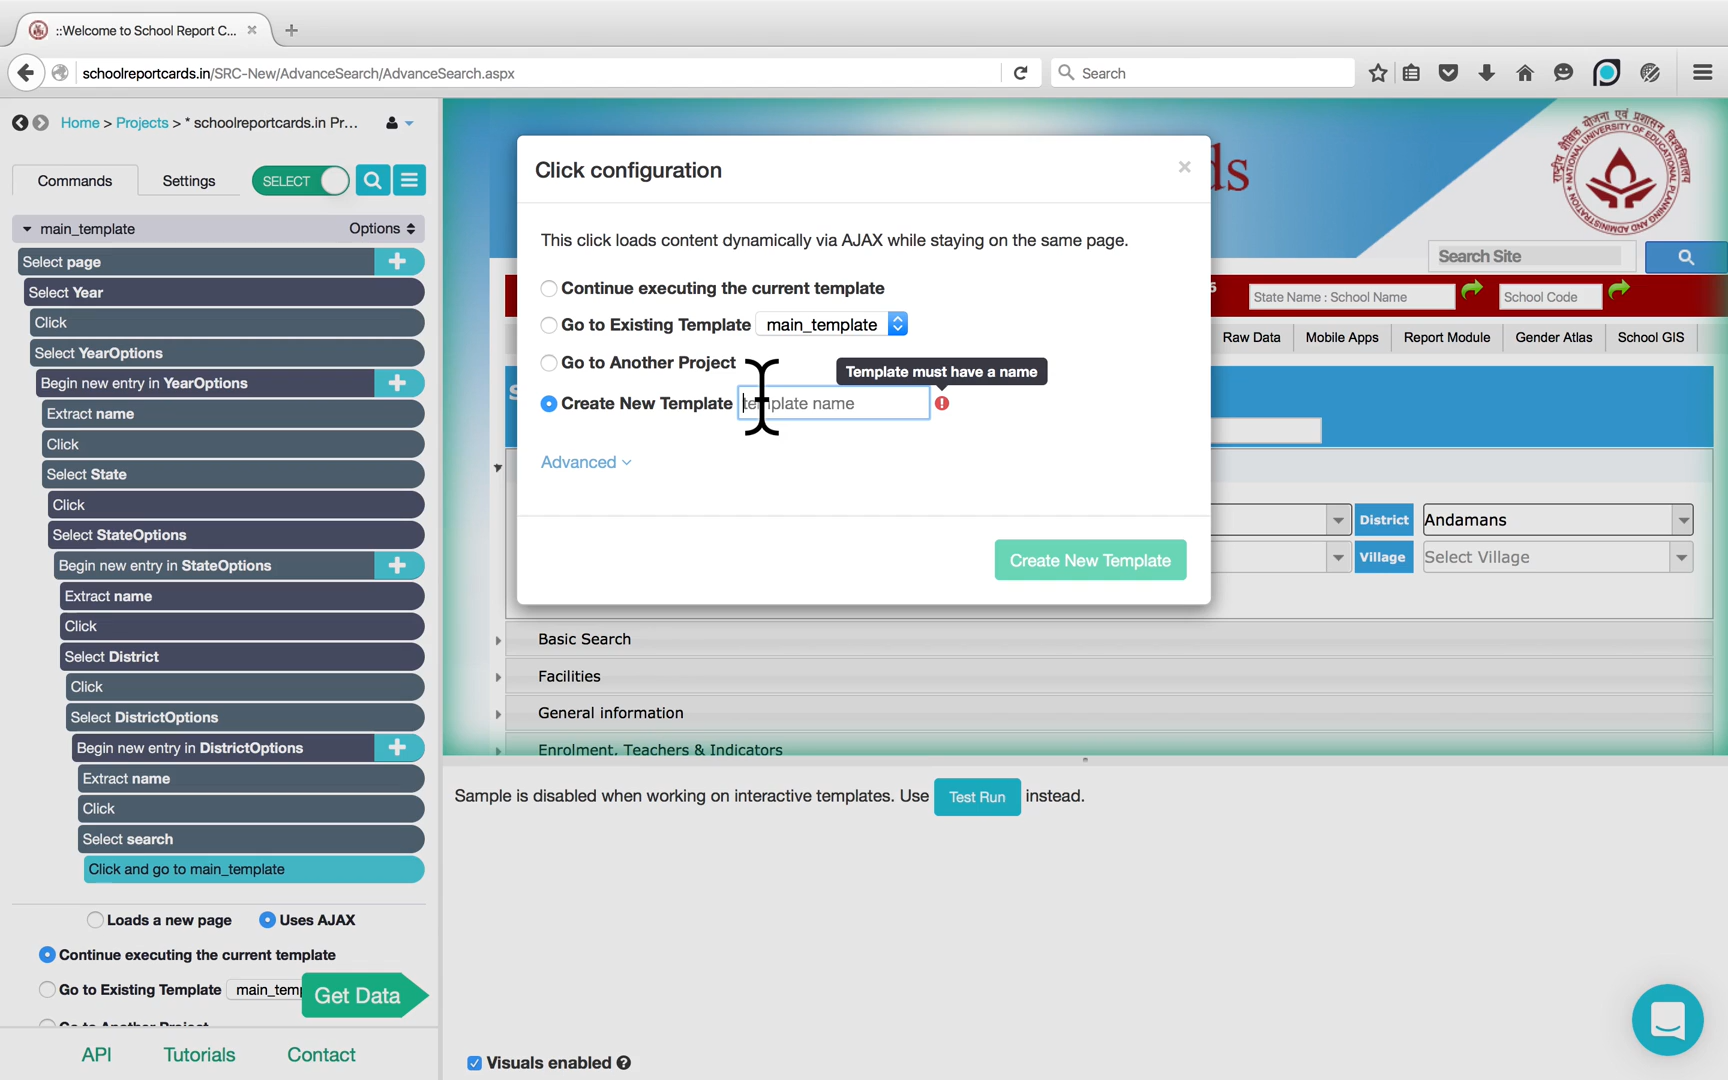 ::Welcome to School Report C...
schoolreportcards.in/SRC-New/AdvanceSearch/AdvanceSearch.aspx
Search
Home > Projects > * schoolreportcards.in Pr...
Commands
Settings
SELECT
main_template
Options
Select page
Select Year
Click
Select YearOptions
Begin new entry in YearOptions
Extract name
Click
Select State
Click
Select StateOptions
Begin new entry in StateOptions
Extract name
Click
Select District
Click
Select DistrictOptions
Begin new entry in DistrictOptions
Extract name
Click
Select search
Click and go to main_template
Loads a new page
Uses AJAX
Continue executing the current template
Go to Existing Template
main_temp
Get Data
Go to Another Project
API
Tutorials
Contact
Click configuration
This click loads content dynamically via AJAX while staying on the same page.
Continue executing the current template
Go to Existing Template
main_template
Go to Another Project
Template must have a name
Create New Template
template name
Advanced
Create New Template
ds
Search Site
State Name : School Name
School Code
Raw Data
Mobile Apps
Report Module
Gender Atlas
School GIS
District
Andamans
Village
Select Village
Basic Search
Facilities
General information
Enrolment, Teachers & Indicators
Sample is disabled when working on interactive templates. Use Test Run instead.
Visuals enabled